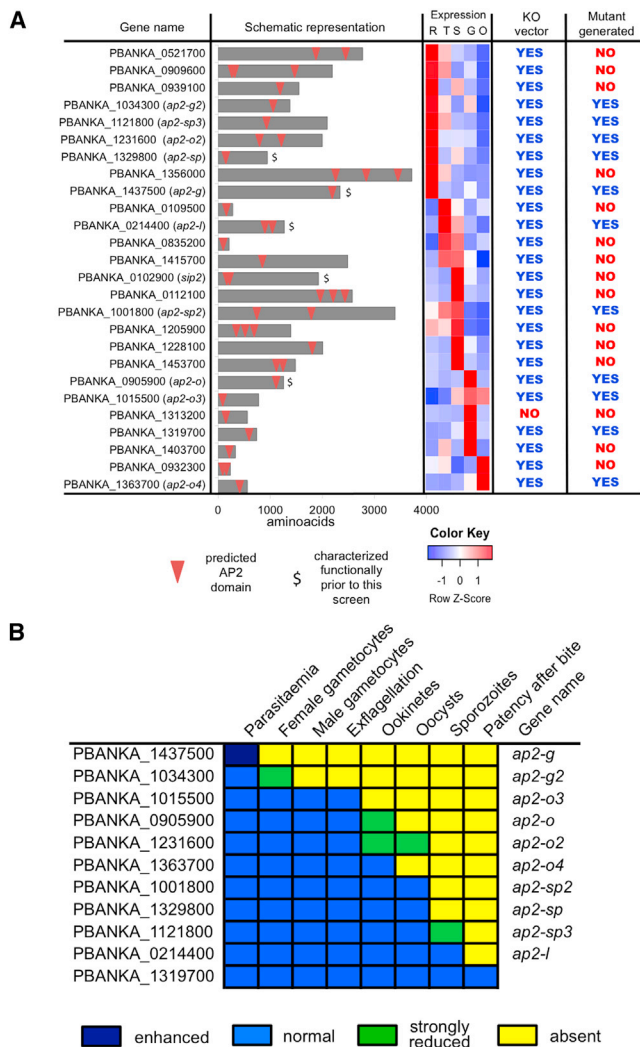 A
Gene name Schematic representation Expression KO vector Mutant generated
R T S G O
PBANKA_0521700 YES NO
PBANKA_0909600 YES NO
PBANKA_0939100 YES NO
PBANKA_1034300 (ap2-g2) YES YES
PBANKA_1121800 (ap2-sp3) YES YES
PBANKA_1231600 (ap2-o2) YES YES
PBANKA_1329800 (ap2-sp) $ YES YES
PBANKA_1356000 YES NO
PBANKA_1437500 (ap2-g) $ YES YES
PBANKA_0109500 YES NO
PBANKA_0214400 (ap2-l) $ YES YES
PBANKA_0835200 YES NO
PBANKA_1415700 YES NO
PBANKA_0102900 (sip2) $ YES NO
PBANKA_0112100 YES NO
PBANKA_1001800 (ap2-sp2) YES YES
PBANKA_1205900 YES NO
PBANKA_1228100 YES NO
PBANKA_1453700 YES NO
PBANKA_0905900 (ap2-o) $ YES YES
PBANKA_1015500 (ap2-o3) YES YES
PBANKA_1313200 NO NO
PBANKA_1319700 YES YES
PBANKA_1403700 YES NO
PBANKA_0932300 YES NO
PBANKA_1363700 (ap2-o4) YES YES
0 1000 2000 3000 4000
aminoacids
predicted AP2 domain
$ characterized functionally prior to this screen
Color Key
-1 0 1
Row Z-Score
B
Parasitaemia
Female gametocytes
Male gametocytes
Exflagellation
Ookinetes
Oocysts
Sporozoites
Patency after bite
Gene name
PBANKA_1437500 ap2-g
PBANKA_1034300 ap2-g2
PBANKA_1015500 ap2-o3
PBANKA_0905900 ap2-o
PBANKA_1231600 ap2-o2
PBANKA_1363700 ap2-o4
PBANKA_1001800 ap2-sp2
PBANKA_1329800 ap2-sp
PBANKA_1121800 ap2-sp3
PBANKA_0214400 ap2-l
PBANKA_1319700
enhanced normal strongly reduced absent